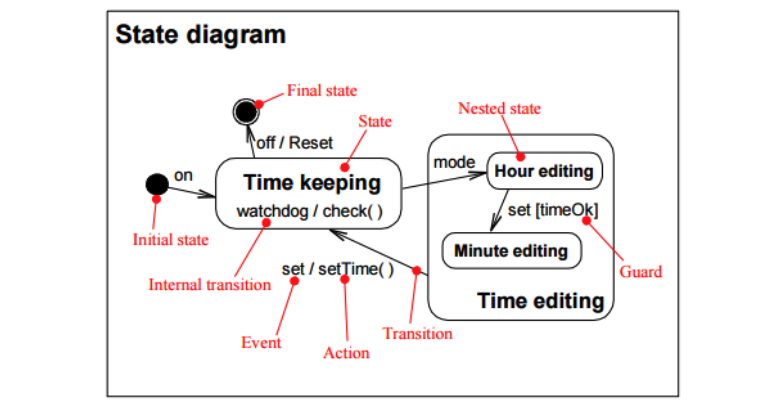 State diagram
Final state
State
Nested state
off / Reset
mode
on
Time keeping
Hour editing
watchdog / check( )
set [timeOk]
Initial state
Minute editing
Internal transition
set / setTime( )
Guard
Time editing
Transition
Event
Action